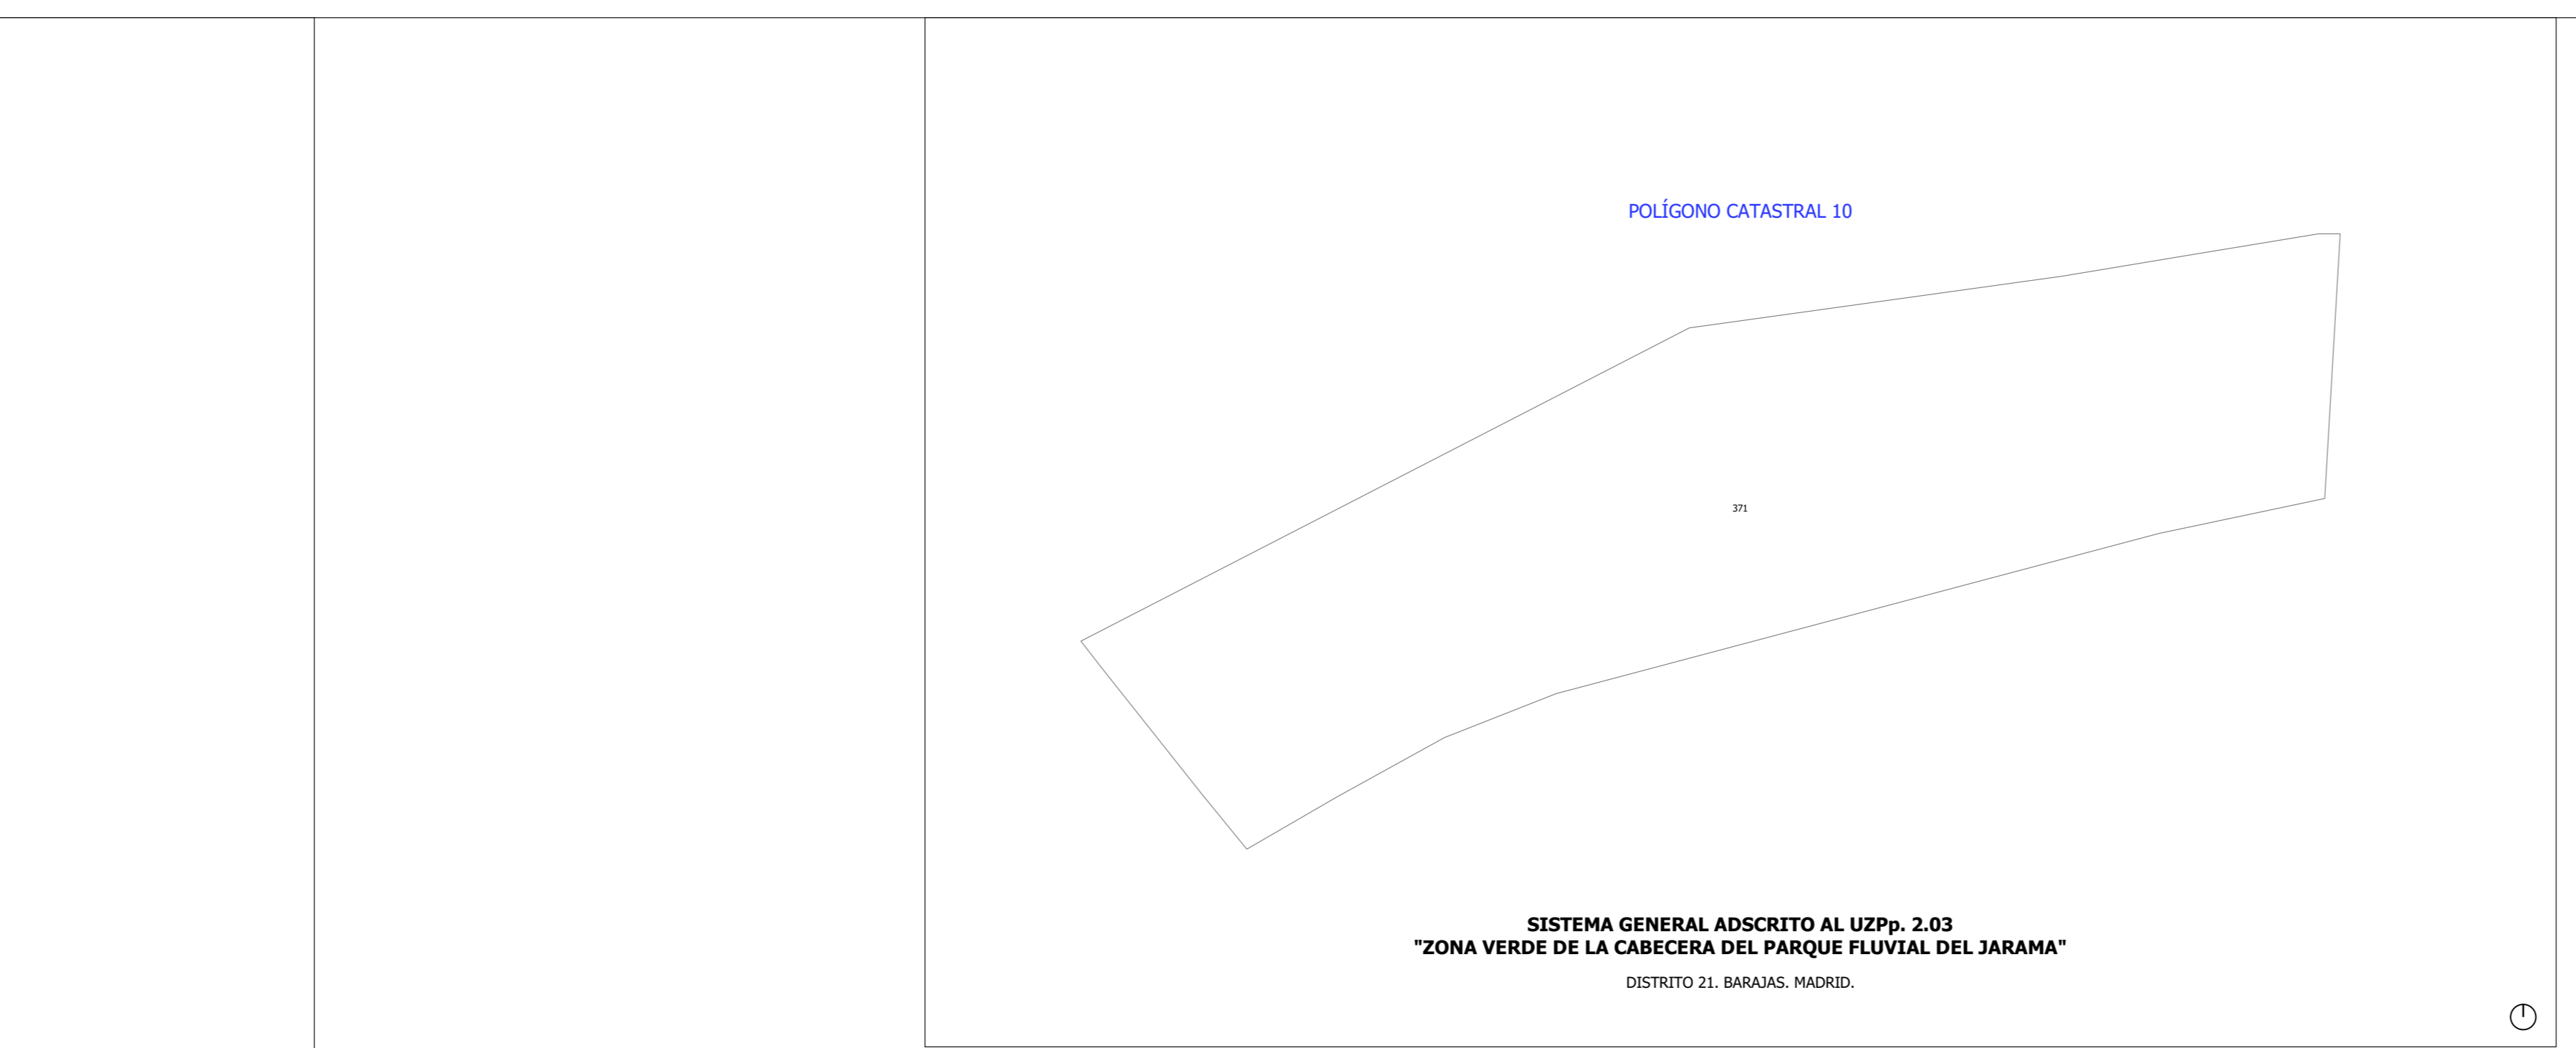 POLÍGONO CATASTRAL 10
371
SISTEMA GENERAL ADSCRITO AL UZPp. 2.03
"ZONA VERDE DE LA CABECERA DEL PARQUE FLUVIAL DEL JARAMA"
DISTRITO 21. BARAJAS. MADRID.